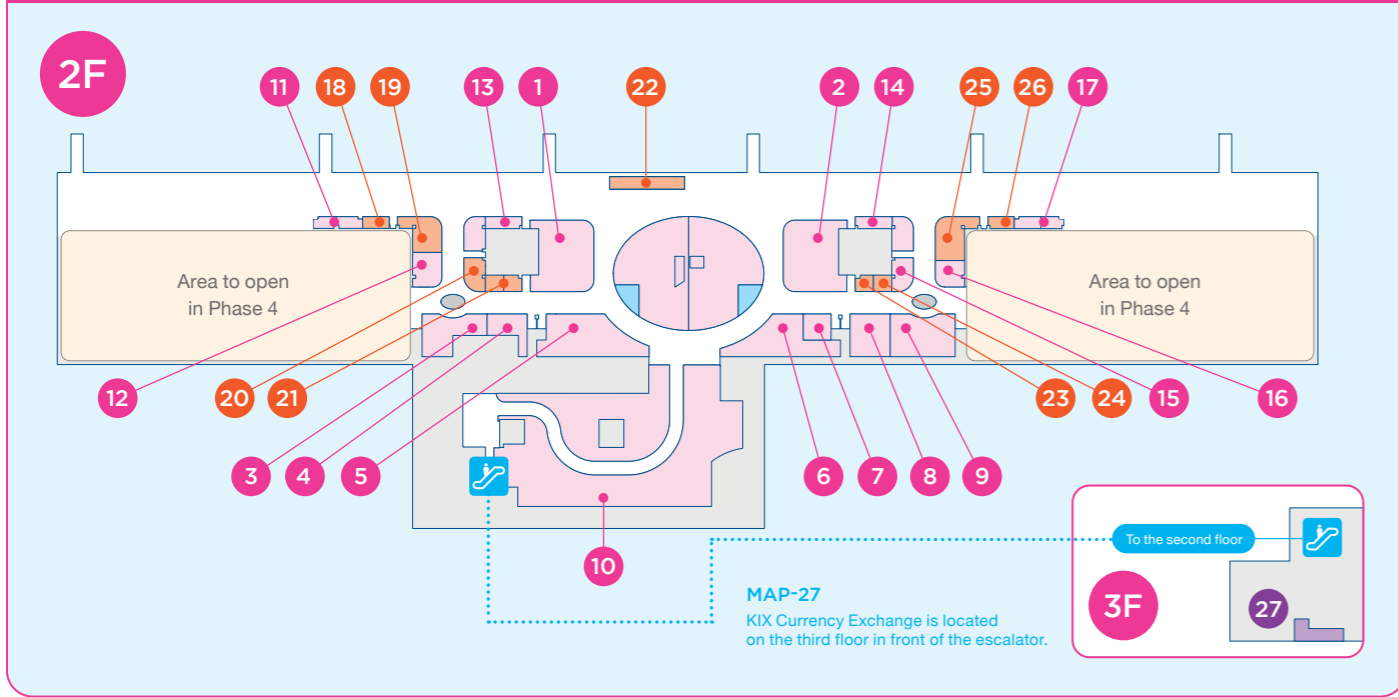 2F
11
18
19
13
1
22
2
14
25
26
17
Area to open
in Phase 4
Area to open
in Phase 4
12
20
21
23
24
15
16
3
4
5
6
7
8
9
10
To the second floor
MAP-27
KIX Currency Exchange is located
on the third floor in front of the escalator.
3F
27